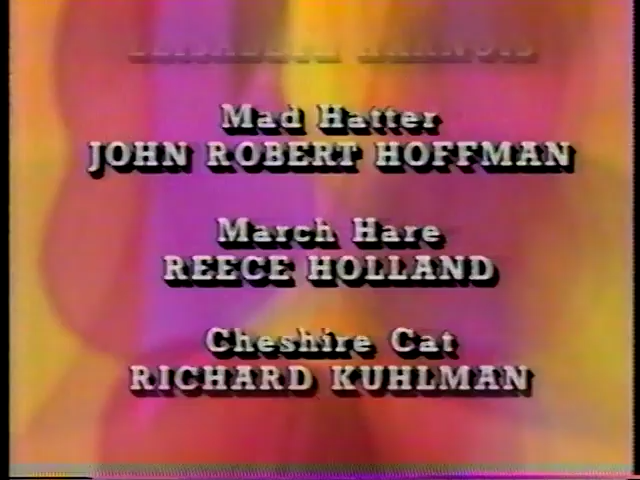 Mad Hatter
JOHN ROBERT HOFFMAN
March Hare
REECE HOLLAND
Cheshire Cat
RICHARD KUHLMAN